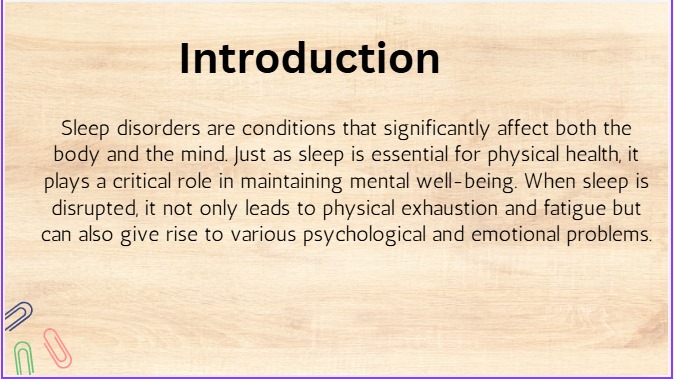 Introduction
Sleep disorders are conditions that significantly affect both the
body and the mind. Just as sleep is essential for physical health, it
plays a critical role in maintaining mental well-being. When sleep is
disrupted, it not only leads to physical exhaustion and fatigue but
can also give rise to various psychological and emotional problems.